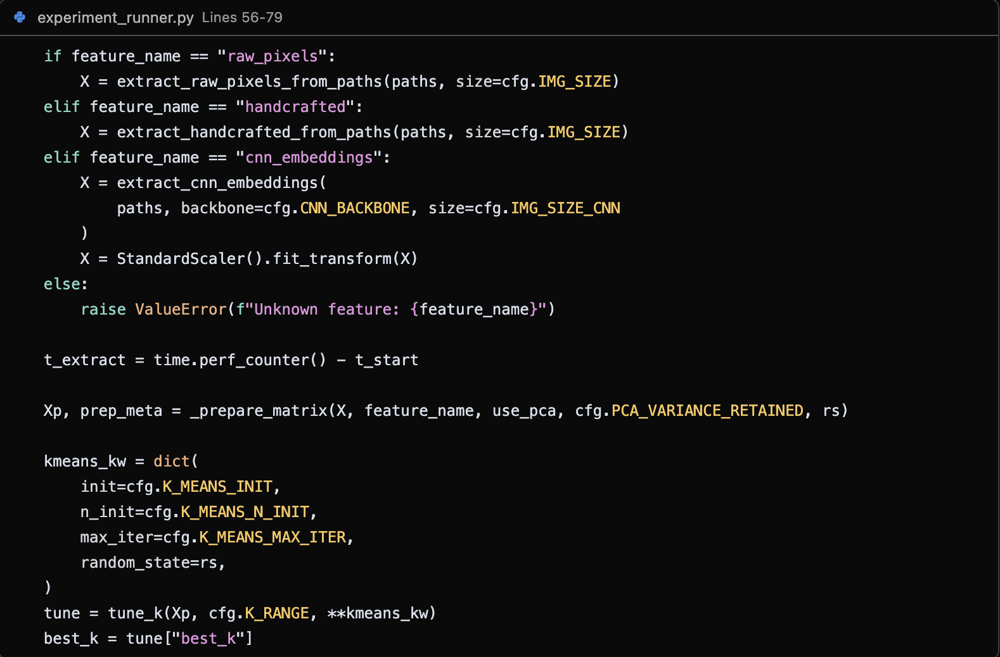 experiment_runner.py Lines 56-79
if feature_name == "raw_pixels":
    X = extract_raw_pixels_from_paths(paths, size=cfg.IMG_SIZE)
elif feature_name == "handcrafted":
    X = extract_handcrafted_from_paths(paths, size=cfg.IMG_SIZE)
elif feature_name == "cnn_embeddings":
    X = extract_cnn_embeddings(
        paths, backbone=cfg.CNN_BACKBONE, size=cfg.IMG_SIZE_CNN
    )
    X = StandardScaler().fit_transform(X)
else:
    raise ValueError(f"Unknown feature: {feature_name}")

t_extract = time.perf_counter() - t_start

Xp, prep_meta = _prepare_matrix(X, feature_name, use_pca, cfg.PCA_VARIANCE_RETAINED, rs)

kmeans_kw = dict(
    init=cfg.K_MEANS_INIT,
    n_init=cfg.K_MEANS_N_INIT,
    max_iter=cfg.K_MEANS_MAX_ITER,
    random_state=rs,
)
tune = tune_k(Xp, cfg.K_RANGE, **kmeans_kw)
best_k = tune["best_k"]